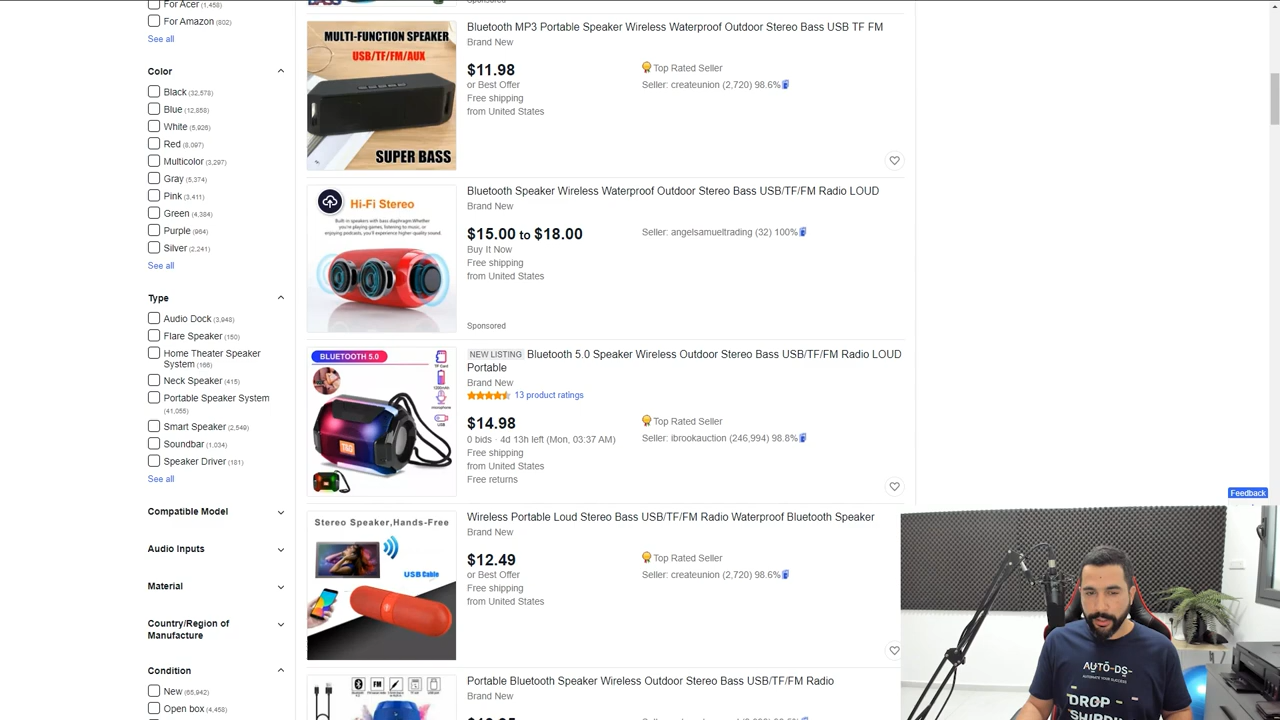 For Acer (1,458)
For Amazon (802)
See all
Color
Black (32,578)
Blue (12,858)
White (5,926)
Red (8,097)
Multicolor (3,297)
Gray (5,374)
Pink (3,411)
Green (4,384)
Purple (964)
Silver (2,241)
See all
Type
Audio Dock (3,948)
Flare Speaker (150)
Home Theater Speaker
System (166)
Neck Speaker (415)
Portable Speaker System
(41,055)
Smart Speaker (2,549)
Soundbar (1,034)
Speaker Driver (181)
See all
Compatible Model
Audio Inputs
Material
Country/Region of
Manufacture
Condition
New (65,942)
Open box (4,458)
BASS
Sponsored
MULTI-FUNCTION SPEAKER
USB/TF/FM/AUX
SUPER BASS
Bluetooth MP3 Portable Speaker Wireless Waterproof Outdoor Stereo Bass USB TF FM
Brand New
$11.98
or Best Offer
Free shipping
from United States
Top Rated Seller
Seller: createunion (2,720) 98.6%
Hi-Fi Stereo
Bluetooth Speaker Wireless Waterproof Outdoor Stereo Bass USB/TF/FM Radio LOUD
Brand New
$15.00 to $18.00
Buy It Now
Free shipping
from United States
Seller: angelsamueltrading (32) 100%
Sponsored
BLUETOOTH 5.0
TF Card
microphone
USB
T&G
NEW LISTING Bluetooth 5.0 Speaker Wireless Outdoor Stereo Bass USB/TF/FM Radio LOUD
Portable
Brand New
13 product ratings
$14.98
0 bids · 4d 13h left (Mon, 03:37 AM)
Free shipping
from United States
Free returns
Top Rated Seller
Seller: ibrookauction (246,994) 98.8%
Stereo Speaker,Hands-Free
USB Cable
Wireless Portable Loud Stereo Bass USB/TF/FM Radio Waterproof Bluetooth Speaker
Brand New
$12.49
or Best Offer
Free shipping
from United States
Top Rated Seller
Seller: createunion (2,720) 98.6%
FM
Portable Bluetooth Speaker Wireless Outdoor Stereo Bass USB/TF/FM Radio
Brand New
Feedback
AUTO-DS
AUTOMATE YOUR SUCCESS
DROP